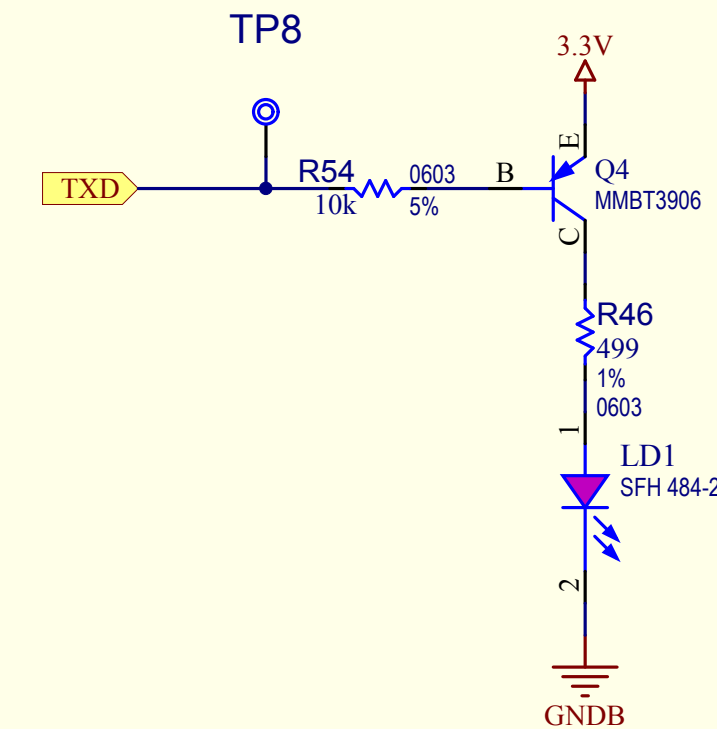 TP8
3.3V
TXD
R54
10k
0603
5%
B
E
C
Q4
MMBT3906
R46
499
1%
0603
1
LD1
SFH 484-2
2
GNDB